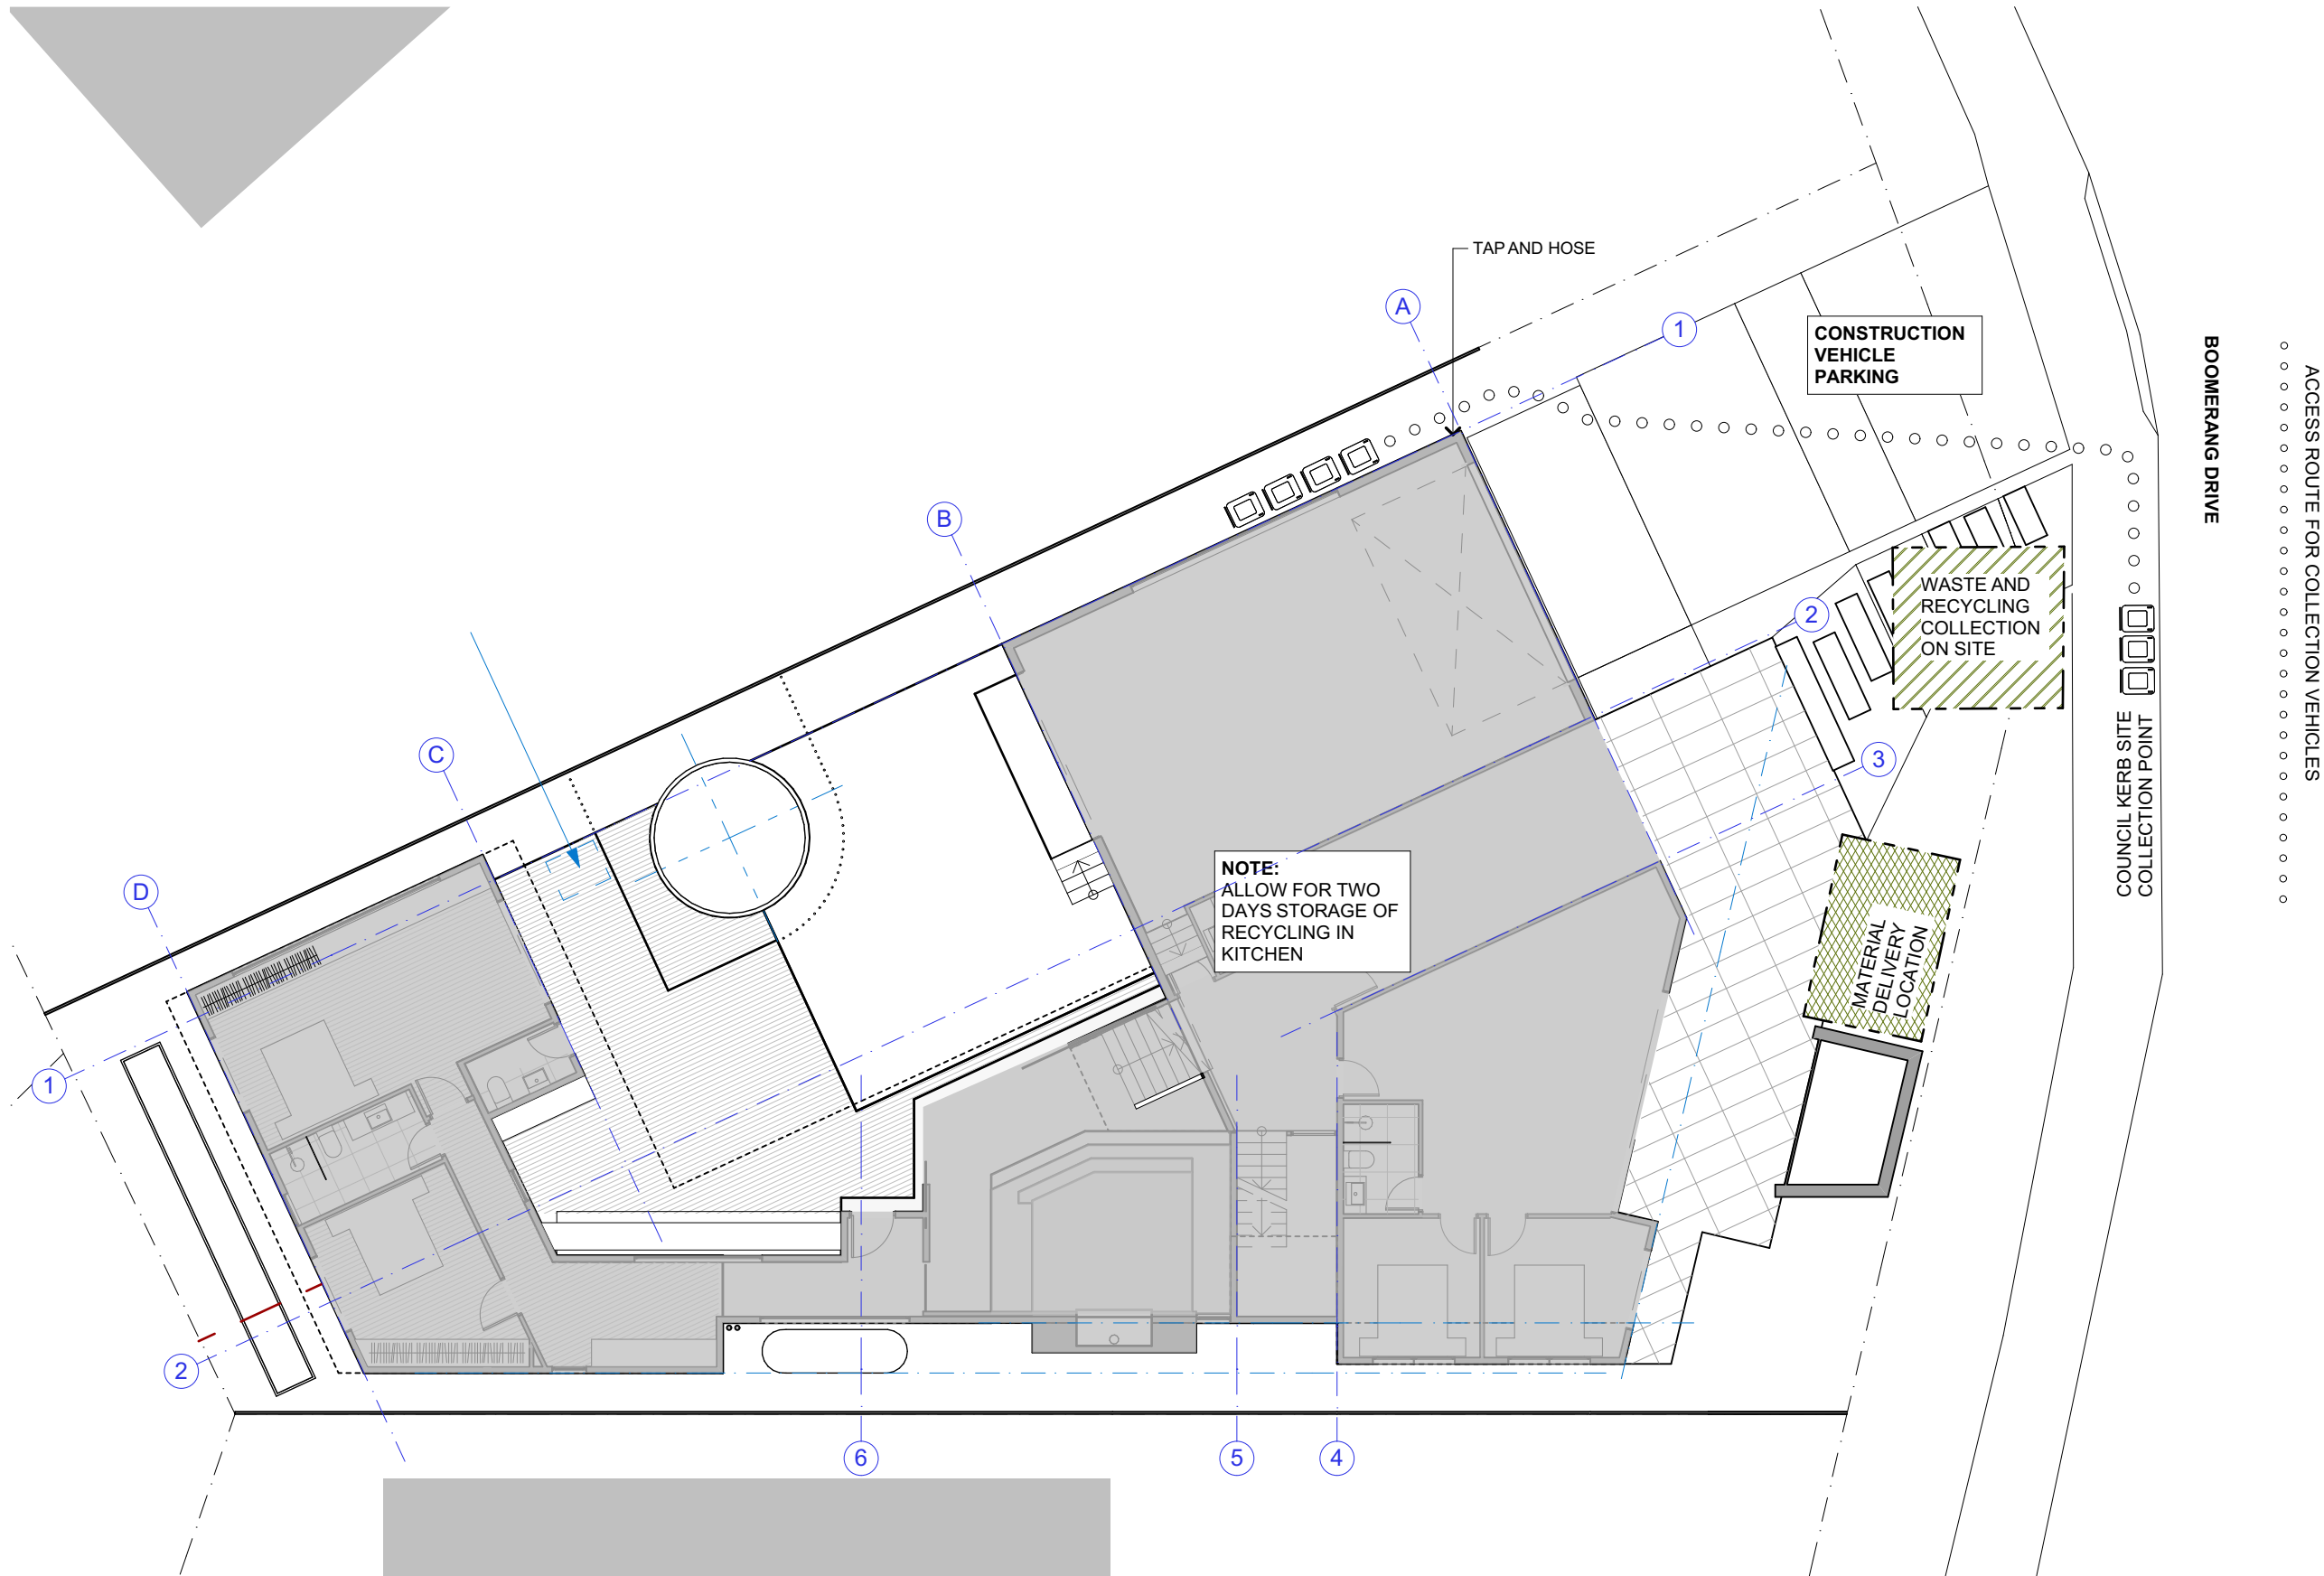 TAP AND HOSE
A
1
CONSTRUCTION
VEHICLE
PARKING
BOOMERANG DRIVE
ACCESS ROUTE FOR COLLECTION VEHICLES
B
WASTE AND
RECYCLING
COLLECTION
ON SITE
2
C
3
COUNCIL KERB SITE
COLLECTION POINT
D
NOTE:
ALLOW FOR TWO
DAYS STORAGE OF
RECYCLING IN
KITCHEN
MATERIAL
DELIVERY
LOCATION
1
2
6
5
4